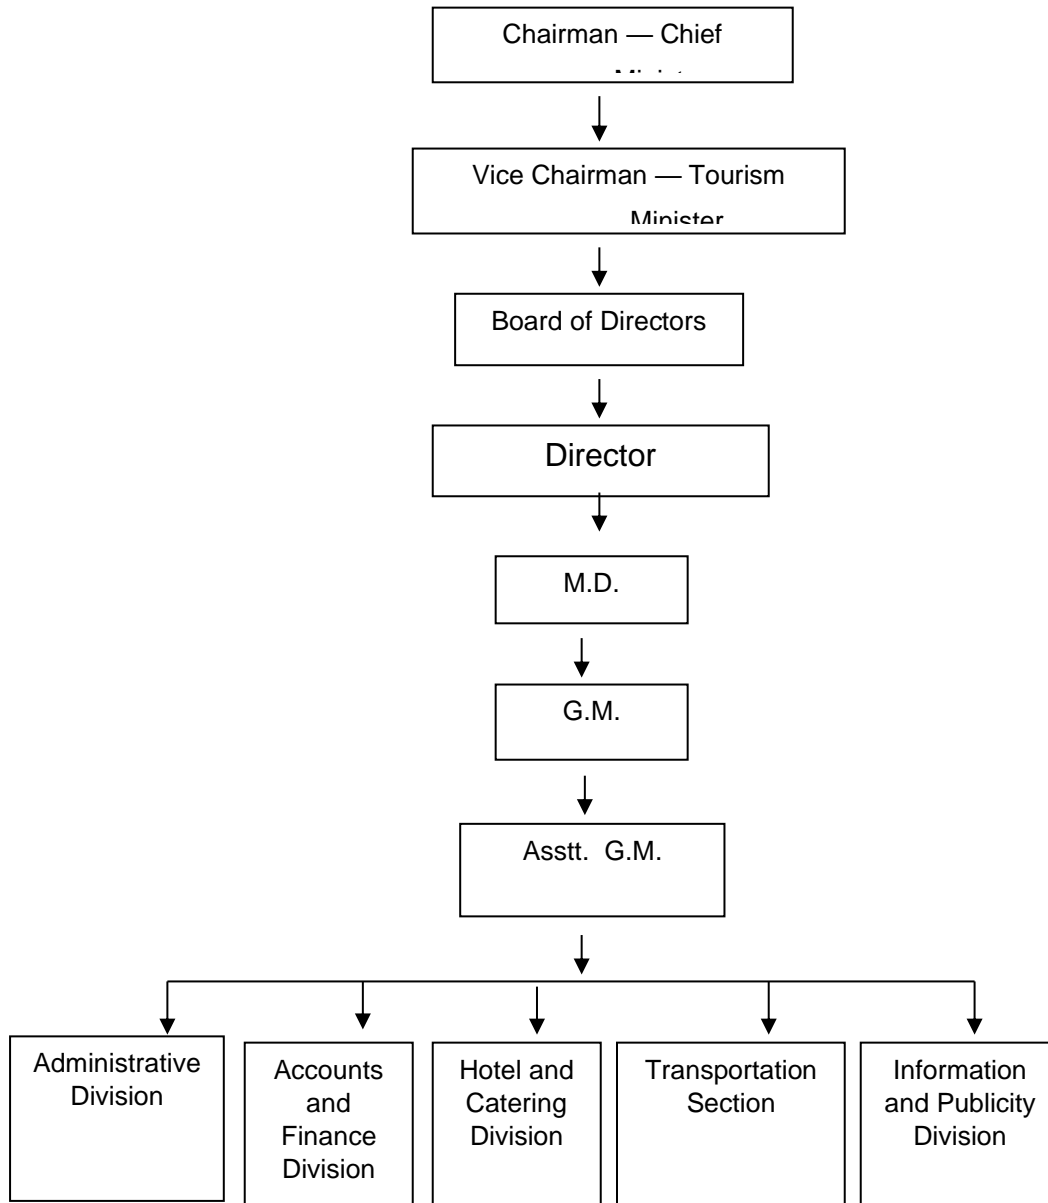 Chairman — Chief
Vice Chairman — Tourism
Minister
Board of Directors
Director
M.D.
G.M.
Asstt. G.M.
Administrative
Division
Accounts
and
Finance
Division
Hotel and
Catering
Division
Transportation
Section
Information
and Publicity
Division